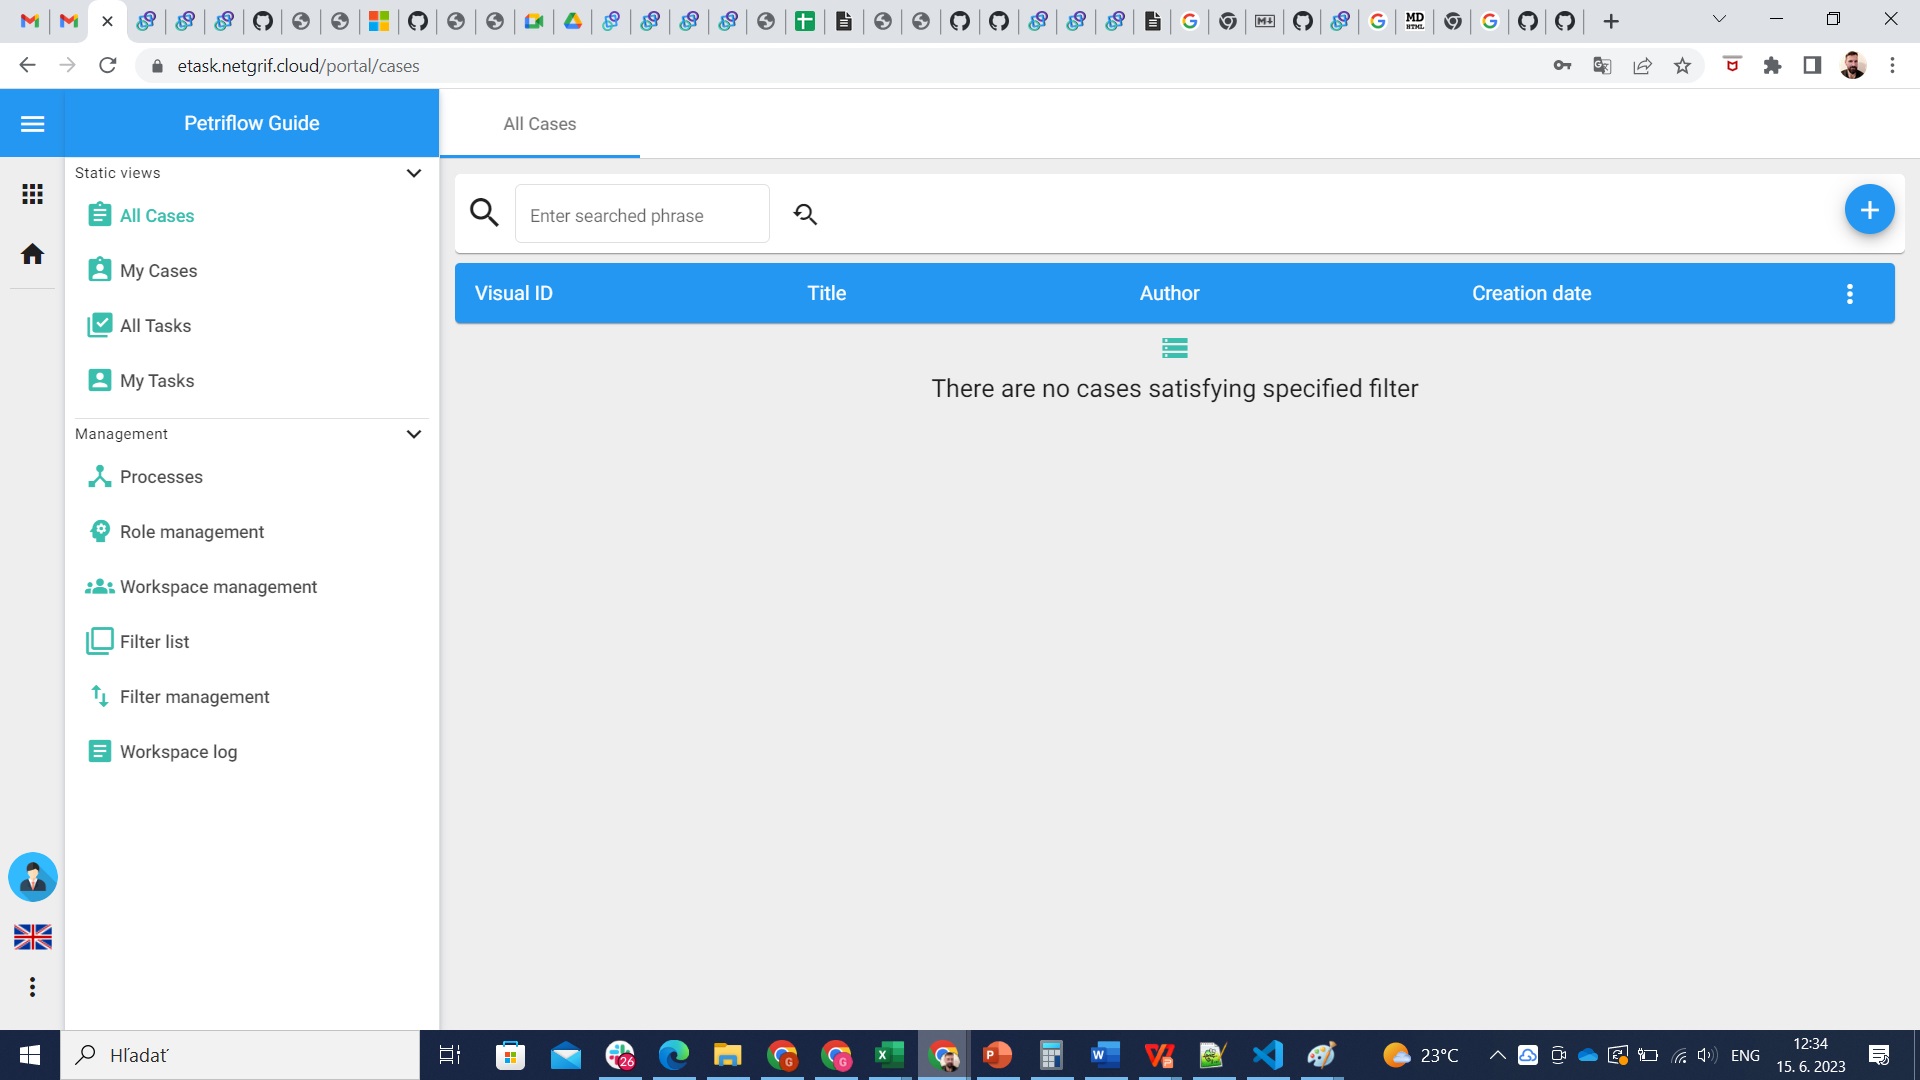 etask.netgrif.cloud/portal/cases
Petriflow Guide
All Cases
Static views
All Cases
My Cases
All Tasks
My Tasks
Management
Processes
Role management
Workspace management
Filter list
Filter management
Workspace log
Enter searched phrase
Visual ID Title Author Creation date
There are no cases satisfying specified filter
Hľadať
26
23°C
ENG
12:34
15. 6. 2023